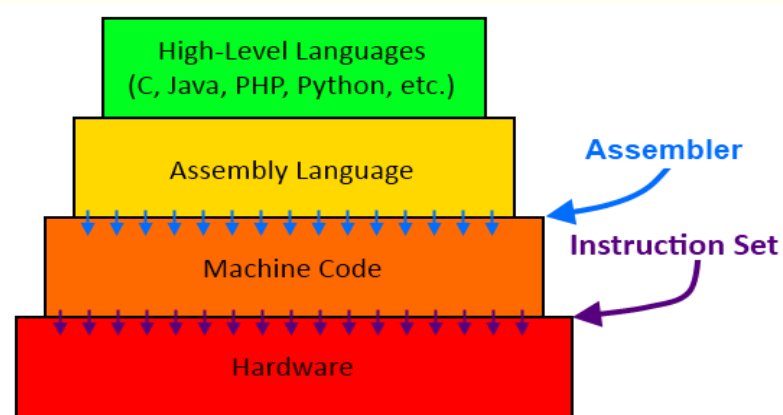 High-Level Languages
(C, Java, PHP, Python, etc.)
Assembly Language
Assembler
Instruction Set
Machine Code
Hardware